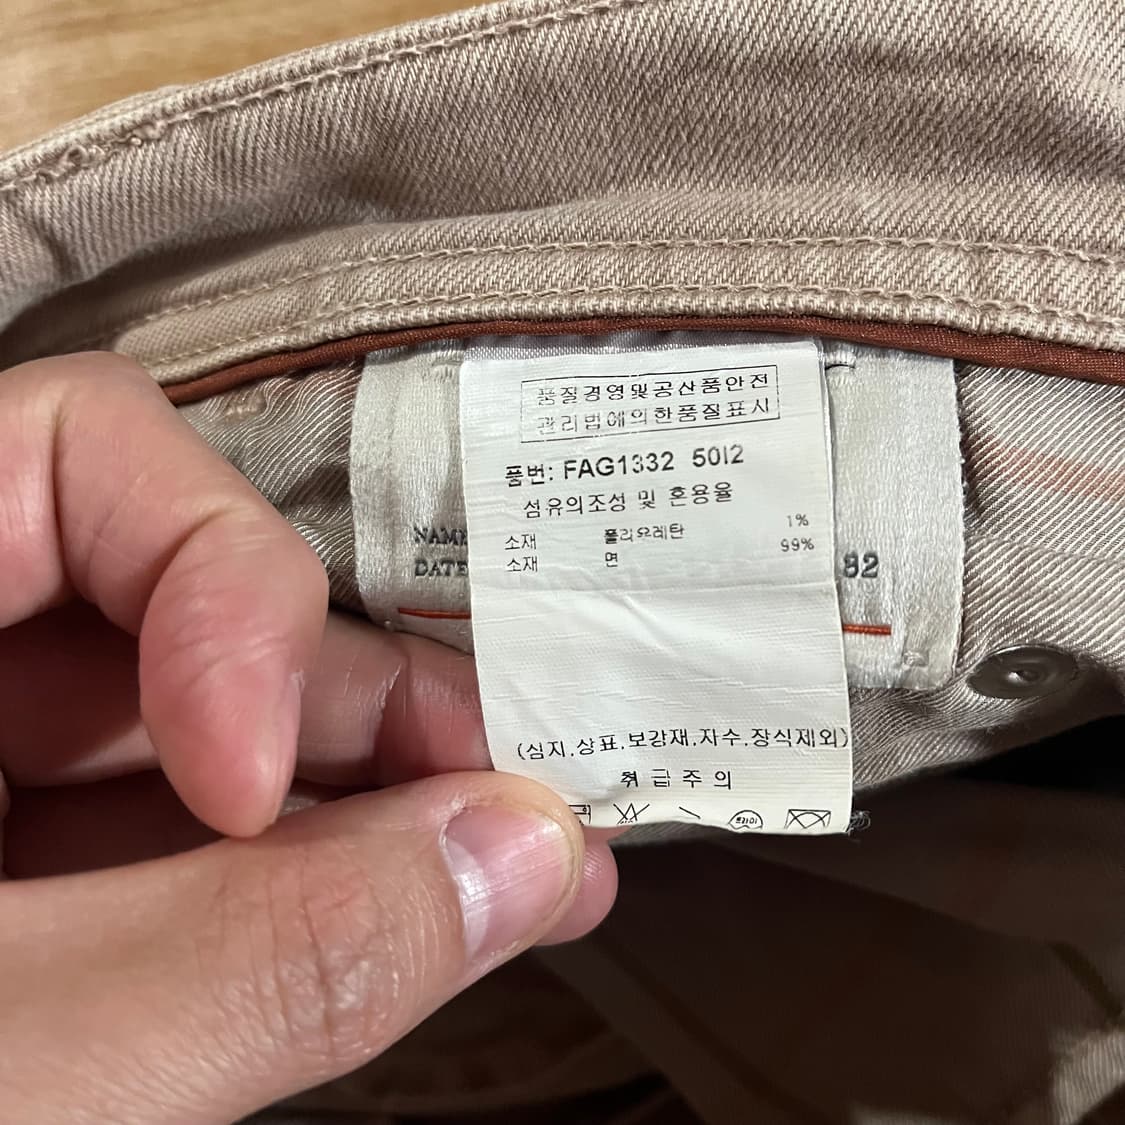 품질경영및공산품안전
관리법에의한품질표시
품번: FAG1332 5012
섬유의조성 및 혼용율
소재 폴리우레탄 1%
소재 면 99%
(심지.상표.보강재.자수.장식제외)
취급주의
드라이
NAME
DATE
82